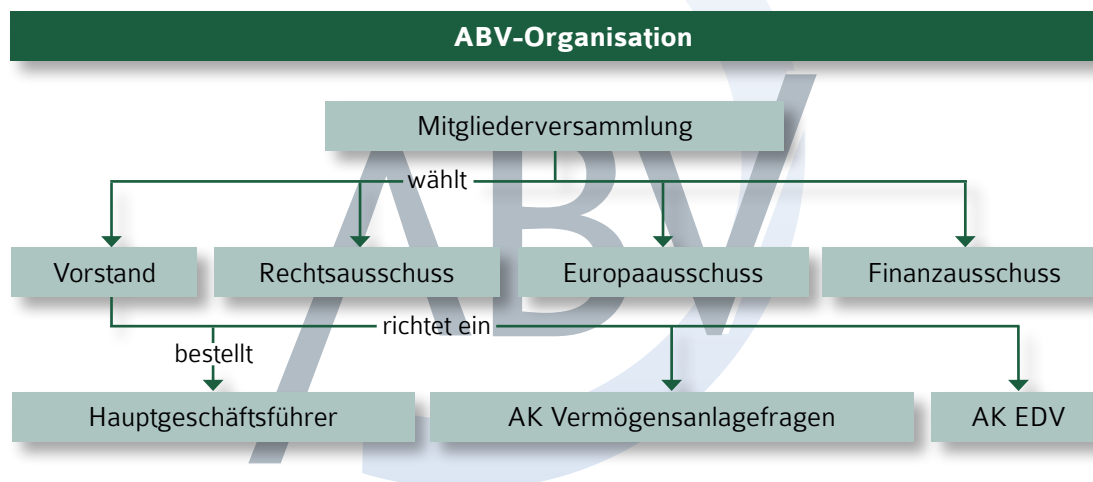 ABV-Organisation
Mitgliederversammlung
wählt
Vorstand
Rechtsausschuss
Europaausschuss
Finanzausschuss
richtet ein
bestellt
Hauptgeschäftsführer
AK Vermögensanlagefragen
AK EDV
ABV